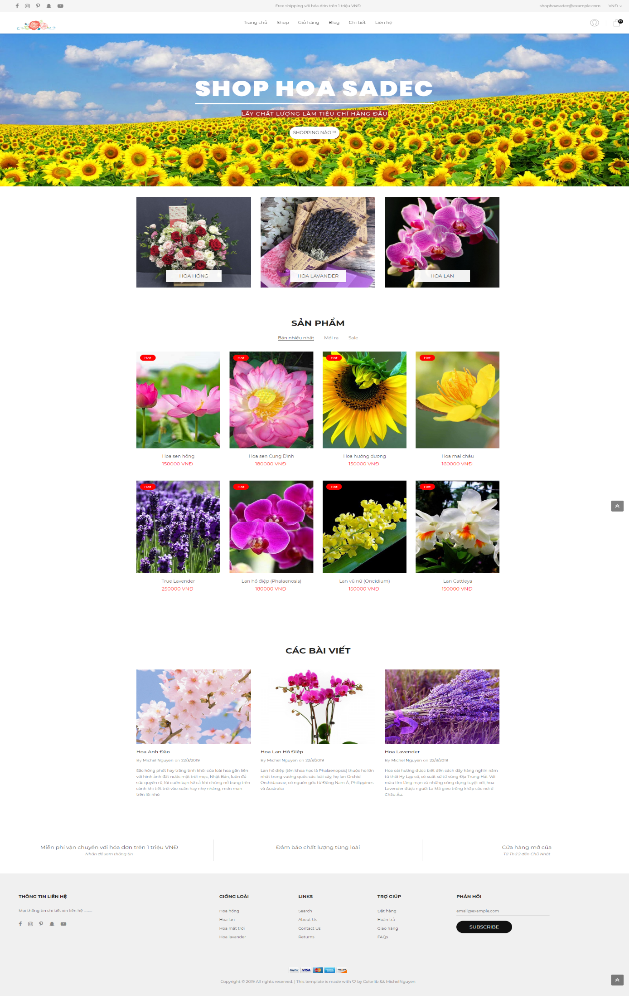 Free shipping với hóa đơn trên 1 triệu VNĐ
shophoasadec@example.com
VNĐ
Trang chủ
Shop
Giỏ hàng
Blog
Chi tiết
Liên hệ
0
SHOP HOA SADEC
LẤY CHẤT LƯỢNG LÀM TIÊU CHÍ HÀNG ĐẦU
SHOPPING NÀO !!!
HOA HỒNG
HOA LAVANDER
HOA LAN
SẢN PHẨM
Bán nhiều nhất
Mới ra
Sale
Hot
Hot
Hot
Hot
Hoa sen hồng
Hoa sen Cung Đình
Hoa hướng dương
Hoa mai châu
150000 VNĐ
180000 VNĐ
150000 VNĐ
160000 VNĐ
Hot
Hot
Hot
Hot
True Lavender
Lan hồ điệp (Phalaenosis)
Lan vũ nữ (Oncidium)
Lan Cattleya
250000 VNĐ
180000 VNĐ
150000 VNĐ
150000 VNĐ
CÁC BÀI VIẾT
Hoa Anh Đào
By Michel Nguyen on 22/3/2019
Sắc hồng phớt hay trắng tinh khôi của loài hoa gắn liền
với hình ảnh đất nước mặt trời mọc, Nhật Bản, luôn đủ
sức quyến rũ, lôi cuốn bạn kể cả khi chúng nở bung trên
cành khi tiết trời vào xuân hay nhẹ nhàng, mơn man
trên lối nhỏ
Hoa Lan Hồ Điệp
By Michel Nguyen on 22/3/2019
Lan hồ điệp (tên khoa học là Phalaenopsis) thuộc họ lớn
nhất trong vương quốc các loài cây, họ lan Orchid
Orchidaceae, có nguồn gốc từ Đông Nam Á, Philippines
và Australia
Hoa Lavender
By Michel Nguyen on 22/3/2019
Hoa oải hương được biết đến cách đây hàng nghìn năm
từ thời Hy Lạp cổ, có xuất xứ từ vùng Địa Trung Hải. Với
màu tím lãng mạn và những công dụng tuyệt vời, hoa
Lavender được người La Mã gieo trồng khắp các nơi ở
Châu Âu.
Miễn phí vận chuyển với hóa đơn trên 1 triệu VNĐ
Nhấn để xem thông tin
Đảm bảo chất lượng từng loài
Cửa hàng mở của
Từ Thứ 2 đến Chủ Nhật
THÔNG TIN LIÊN HỆ
Mọi thông tin chi tiết xin liên hệ ..........
GIỐNG LOÀI
Hoa hồng
Hoa lan
Hoa mặt trời
Hoa lavander
LINKS
Search
About Us
Contact Us
Returns
TRỢ GIÚP
Đặt hàng
Hoàn trả
Giao hàng
FAQs
PHẢN HỒI
email@example.com
SUBSCRIBE
PayPal
VISA
Copyright © 2019 All rights reserved. | This template is made with ♡ by Colorlib && MichelNguyen